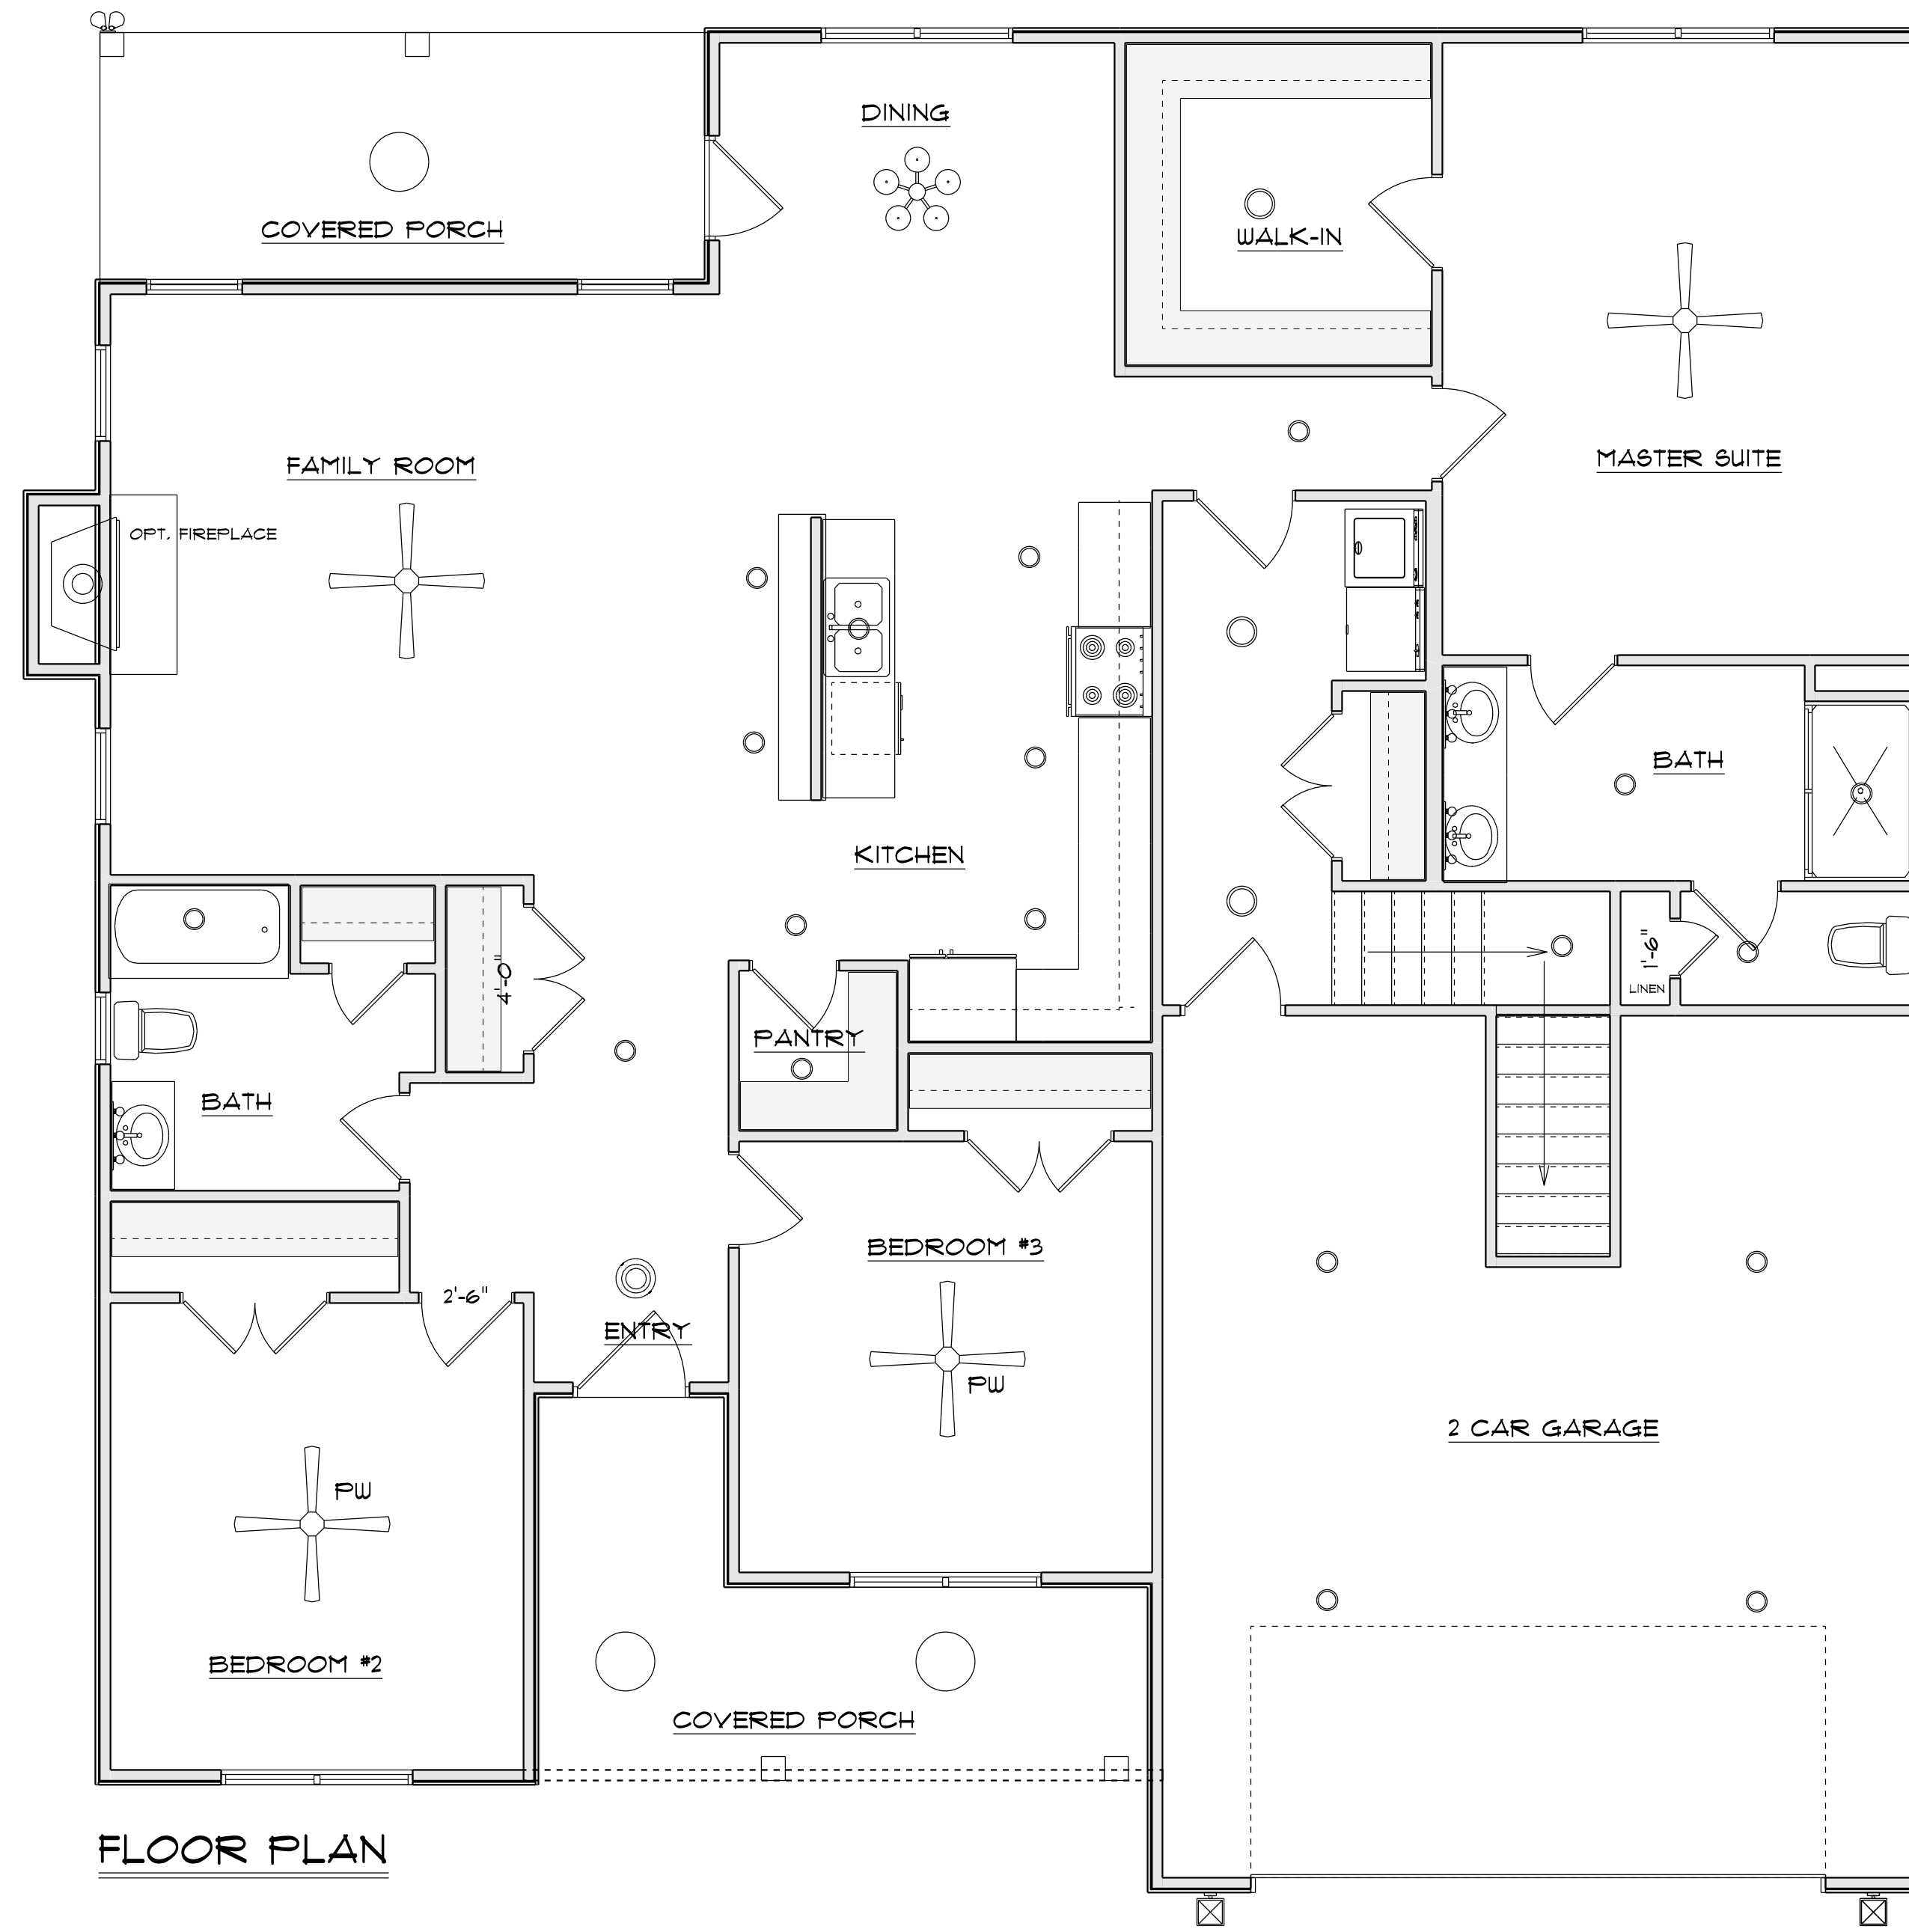 DINING
COVERED PORCH
WALK-IN
FAMILY ROOM
MASTER SUITE
OPT. FIREPLACE
BATH
KITCHEN
4'-0"
1'-6"
LINEN
PANTRY
BATH
BEDROOM #3
2'-6"
ENTRY
PW
2 CAR GARAGE
PW
BEDROOM #2
COVERED PORCH
FLOOR PLAN